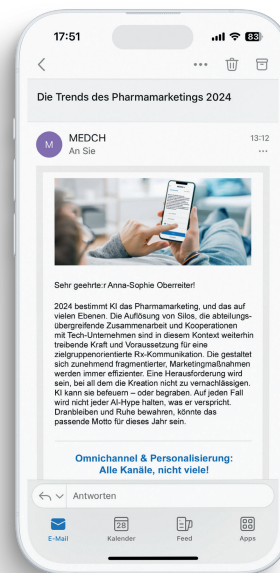 17:51
83
Die Trends des Pharmamarketings 2024
M
MEDCH
13:12
An Sie
Sehr geehrte:r Anna-Sophie Oberreiter!
2024 bestimmt KI das Pharmamarketing, und das auf
vielen Ebenen. Die Auflösung von Silos, die abteilungs-
übergreifende Zusammenarbeit und Kooperationen
mit Tech-Unternehmen sind in diesem Kontext weiterhin
treibende Kraft und Voraussetzung für eine
zielgruppenorientierte Rx-Kommunikation. Die gestaltet
sich zunehmend fragmentierter, Marketingmaßnahmen
werden immer effizienter. Eine Herausforderung wird
sein, bei all dem die Kreation nicht zu vernachlässigen.
KI kann sie befeuern – oder begraben. Auf jeden Fall
wird nicht jeder AI-Hype halten, was er verspricht.
Dranbleiben und Ruhe bewahren, könnte das
passende Motto für dieses Jahr sein.
Omnichannel & Personalisierung:
Alle Kanäle, nicht viele!
Antworten
28
E-Mail
Kalender
Feed
Apps